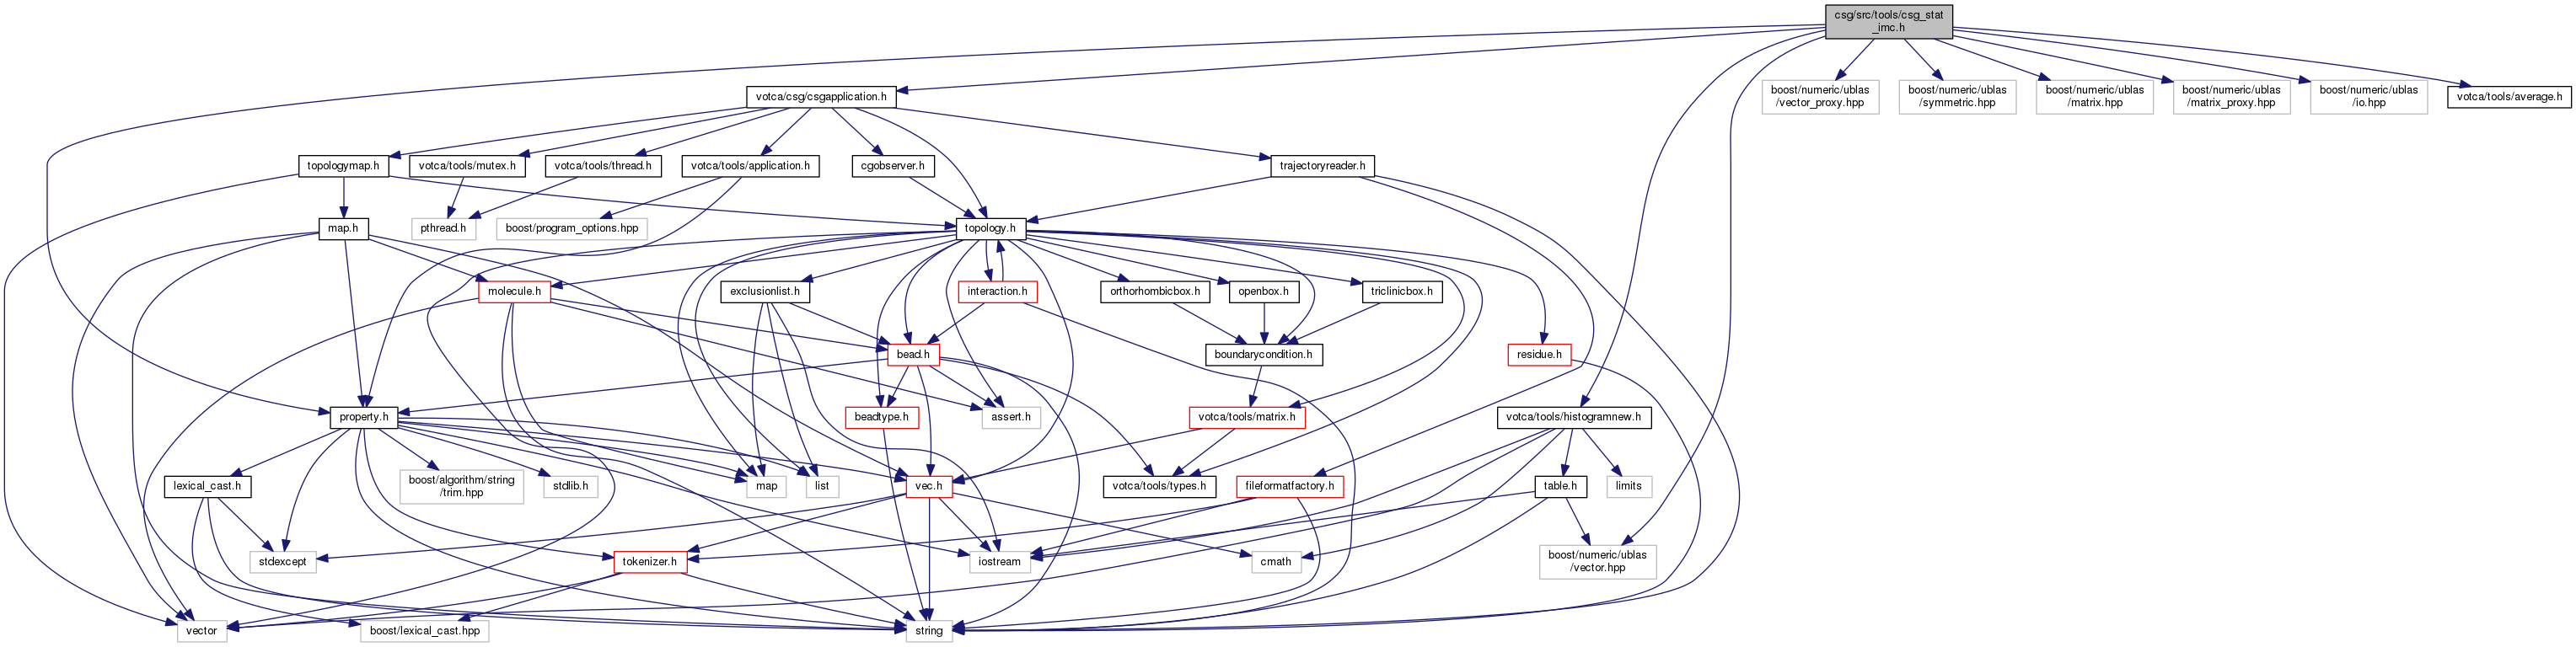 csg/src/tools/csg_stat
_imc.h
votca/csg/csgapplication.h
boost/numeric/ublas
/vector_proxy.hpp
boost/numeric/ublas
/symmetric.hpp
boost/numeric/ublas
/matrix.hpp
boost/numeric/ublas
/matrix_proxy.hpp
boost/numeric/ublas
/io.hpp
votca/tools/average.h
topologymap.h
votca/tools/mutex.h
votca/tools/thread.h
votca/tools/application.h
cgobserver.h
trajectoryreader.h
map.h
pthread.h
boost/program_options.hpp
topology.h
molecule.h
exclusionlist.h
interaction.h
orthorhombicbox.h
openbox.h
triclinicbox.h
bead.h
boundarycondition.h
residue.h
property.h
beadtype.h
assert.h
votca/tools/matrix.h
votca/tools/histogramnew.h
lexical_cast.h
boost/algorithm/string
/trim.hpp
stdlib.h
map
list
vec.h
votca/tools/types.h
fileformatfactory.h
table.h
limits
stdexcept
tokenizer.h
iostream
cmath
boost/numeric/ublas
/vector.hpp
vector
boost/lexical_cast.hpp
string